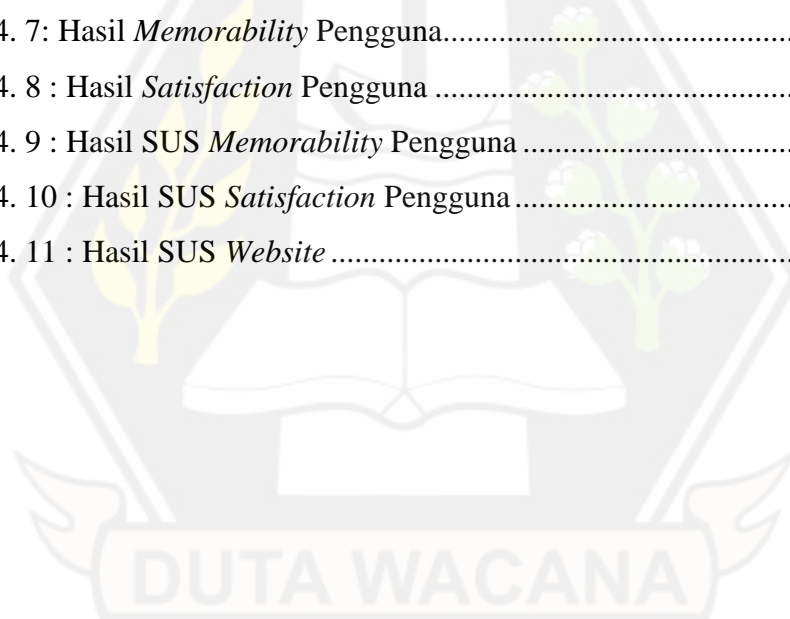 4. 7: Hasil Memorability Pengguna.......................................................
4. 8 : Hasil Satisfaction Pengguna .......................................................
4. 9 : Hasil SUS Memorability Pengguna .........................................
4. 10 : Hasil SUS Satisfaction Pengguna...........................................
4. 11 : Hasil SUS Website ....................................................................
DUTA WACANA